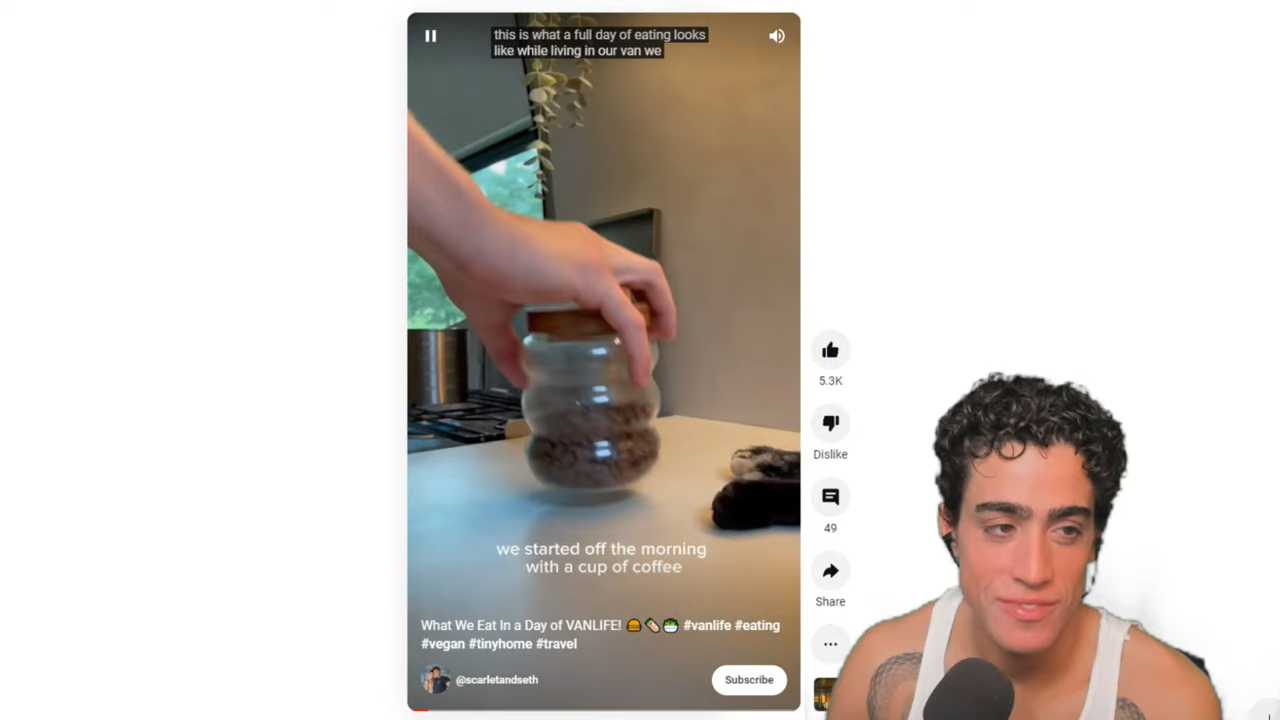 this is what a full day of eating looks
like while living in our van we
we started off the morning
with a cup of coffee
What We Eat In a Day of VANLIFE! 🍔🌯🥗 #vanlife #eating
#vegan #tinyhome #travel
@scarletandseth
Subscribe
5.3K
Dislike
49
Share